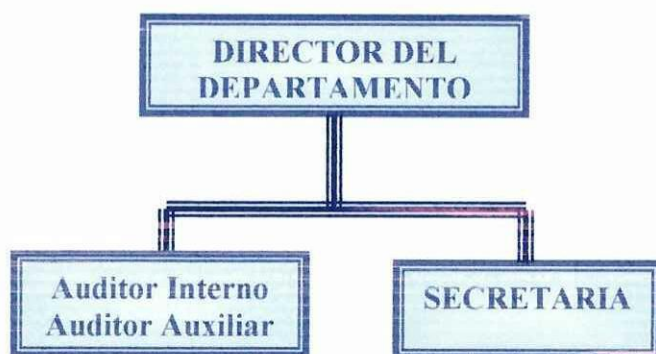 DIRECTOR DEL
DEPARTAMENTO
Auditor Interno
Auditor Auxiliar
SECRETARIA